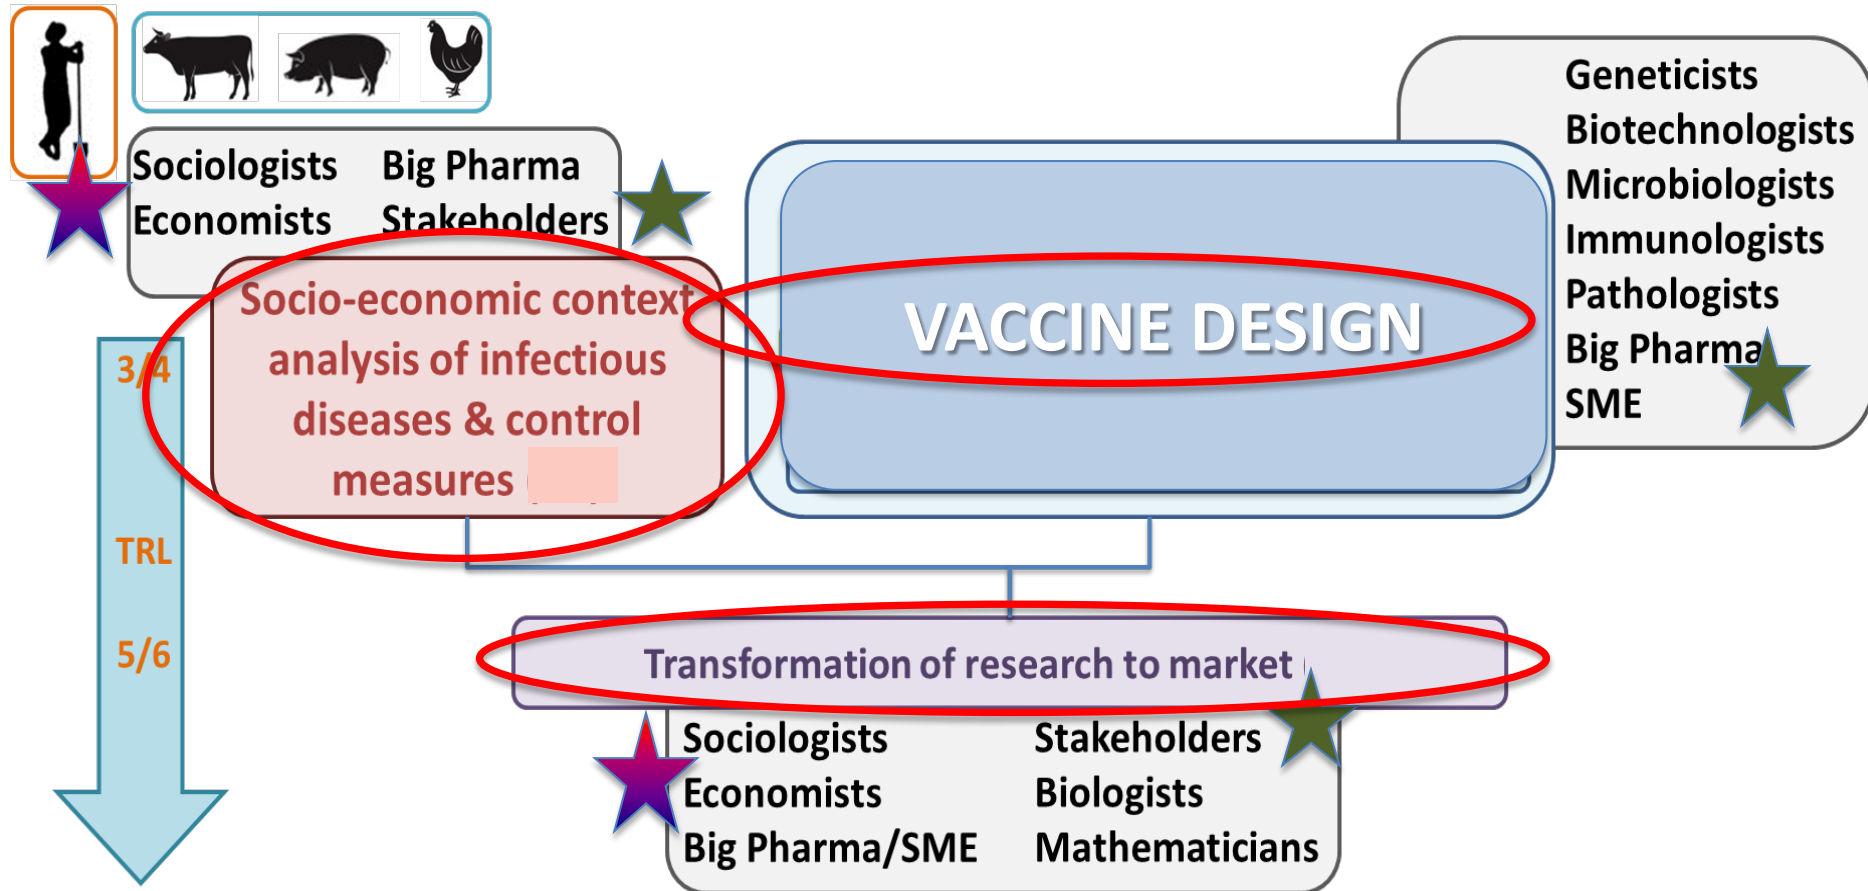 Sociologists
Economists
Big Pharma
Stakeholders
Socio-economic context
analysis of infectious
diseases & control
measures
VACCINE DESIGN
Geneticists
Biotechnologists
Microbiologists
Immunologists
Pathologists
Big Pharma
SME
3/4
TRL
5/6
Transformation of research to market
Sociologists
Economists
Big Pharma/SME
Stakeholders
Biologists
Mathematicians